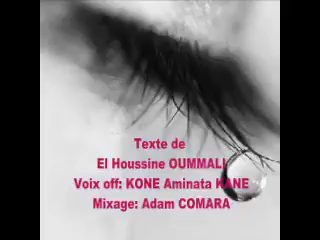 Texte de
El Houssine OUMMALI
Voix off: KONE Aminata KANE
Mixage: Adam COMARA